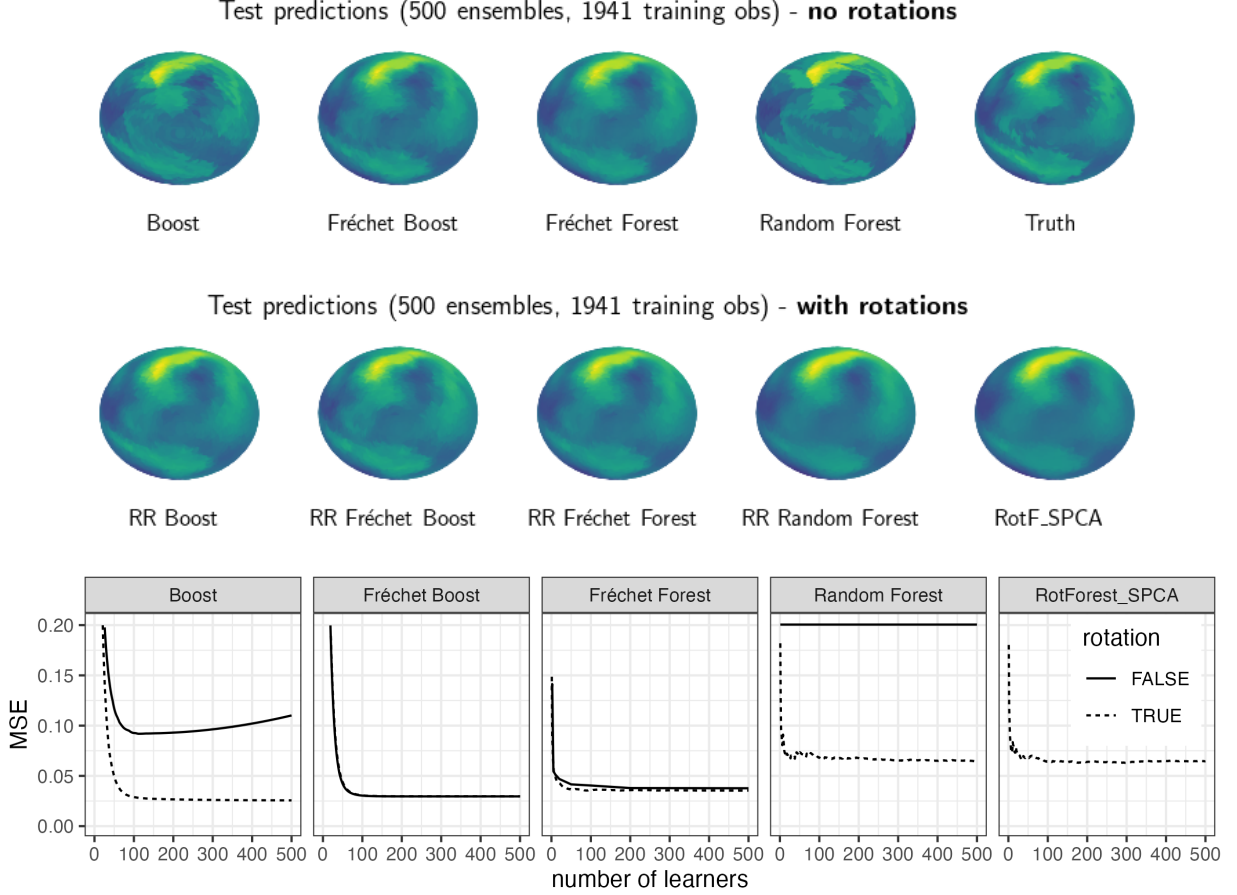 Test predictions (500 ensembles, 1941 training obs) - no rotations
Boost Fréchet Boost Fréchet Forest Random Forest Truth
Test predictions (500 ensembles, 1941 training obs) - with rotations
RR Boost RR Fréchet Boost RR Fréchet Forest RR Random Forest RotF_SPCA
Boost Fréchet Boost Fréchet Forest Random Forest RotForest_SPCA
MSE
0.20
0.15
0.10
0.05
0.00
rotation
FALSE
TRUE
0 100 200 300 400 500 0 100 200 300 400 500 0 100 200 300 400 500 0 100 200 300 400 500 0 100 200 300 400 500
number of learners